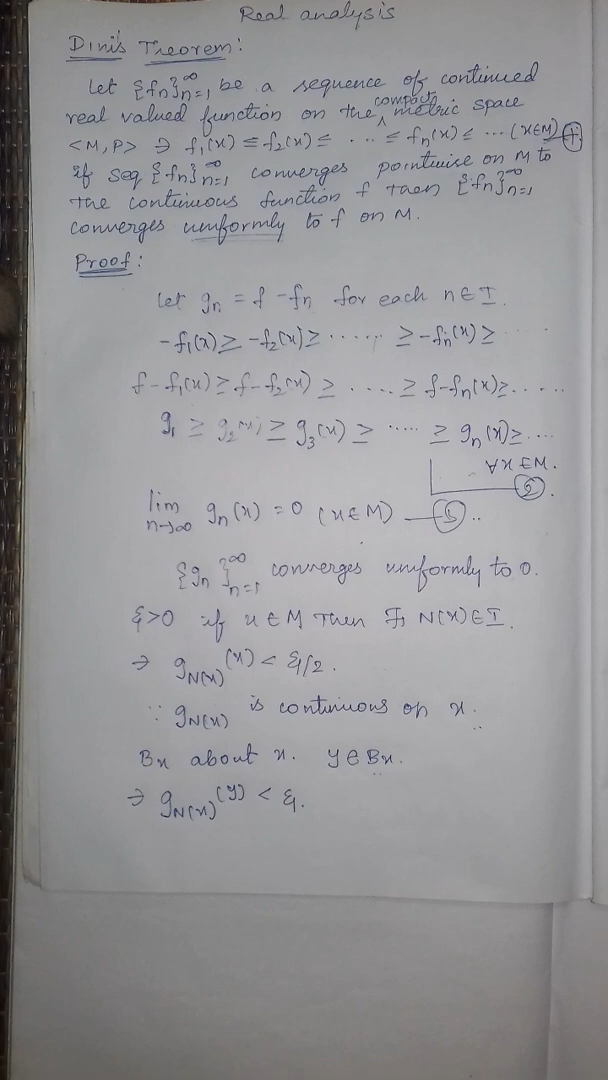 Real analysis
Dini's Theorem:
Let {fn}∞n=1 be a sequence of continued
real valued function on the compact metric space
<M, P> ∋ f1(x) ≤ f2(x) ≤ ... ≤ fn(x) ≤ ... (x∈M)
if seq {fn}∞n=1 converges pointwise on M to
the continuous function f then {fn}∞n=1
converges uniformly to f on M.
Proof:
Let gn = f - fn for each n ∈ I.
-f1(x) ≥ -f2(x) ≥ ..... ≥ -fn(x) ≥
f-f1(x) ≥ f-f2(x) ≥ .... ≥ f-fn(x) ≥ .....
g1 ≥ g2(x) ≥ g3(x) ≥ ..... ≥ gn(x) ≥ ...
∀x ∈ M.
②.
lim n→∞ gn(x) = 0 (x ∈ M) — ③..
{gn}∞n=1 converges uniformly to 0.
ξ>0 if x ∈ M Then ∃, N(x) ∈ I.
∋ gN(x)(x) < ξ/2.
∵ gN(x) is continuous on x.
Bx about x. y ∈ Bx.
∋ gN(x)(y) < ξ.